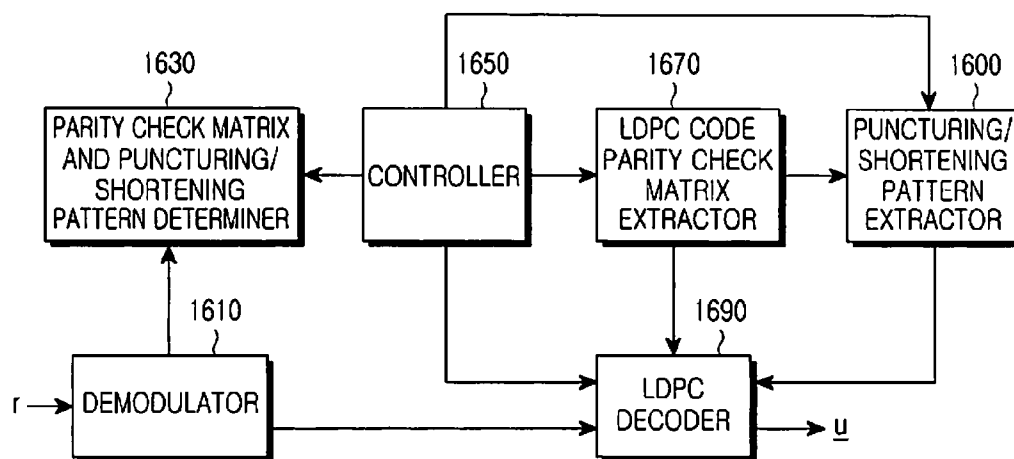 1630
PARITY CHECK MATRIX
AND PUNCTURING/
SHORTENING
PATTERN DETERMINER
1650
CONTROLLER
1670
LDPC CODE
PARITY CHECK
MATRIX
EXTRACTOR
1600
PUNCTURING/
SHORTENING
PATTERN
EXTRACTOR
1610
r
DEMODULATOR
1690
LDPC
DECODER
u